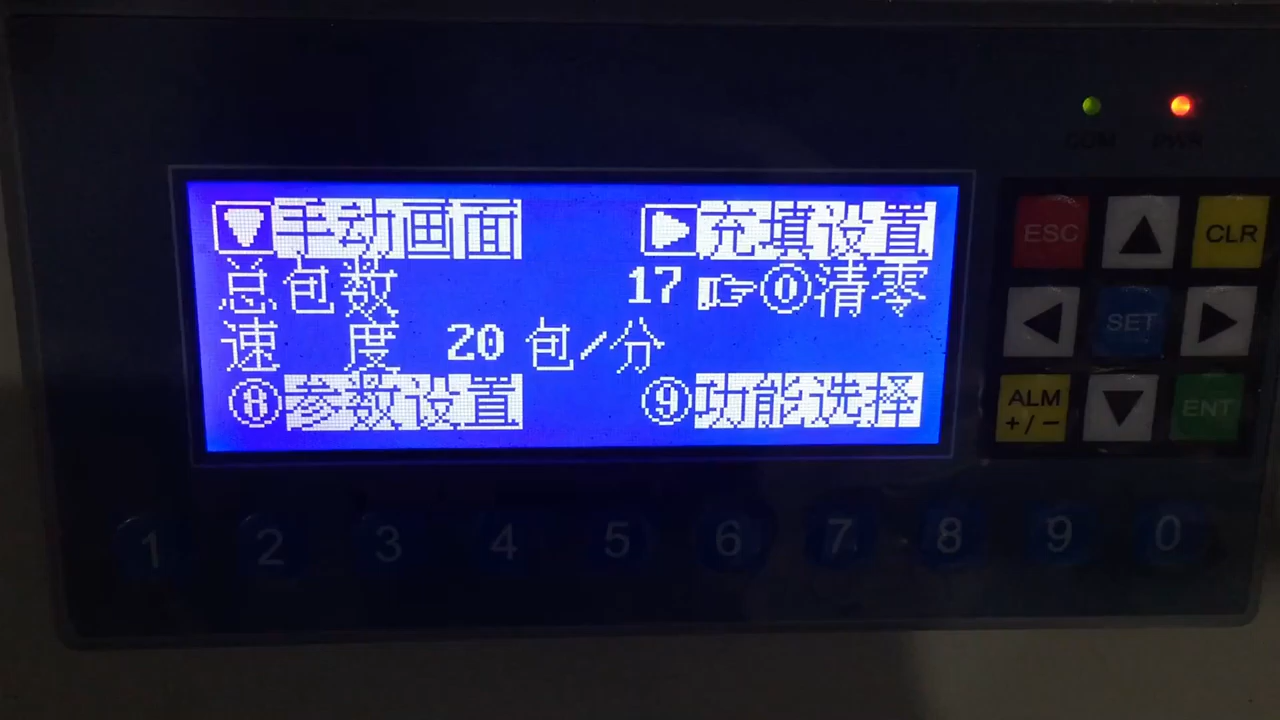 COM PWR
▼手动画面 ▶充填设置
总包数 17 ☞⓪清零
速 度 20 包/分
⑧参数设置 ⑨功能选择
ESC ▲ CLR
◀ SET ▶
ALM +/- ▼ ENT
1 2 3 4 5 6 7 8 9 0